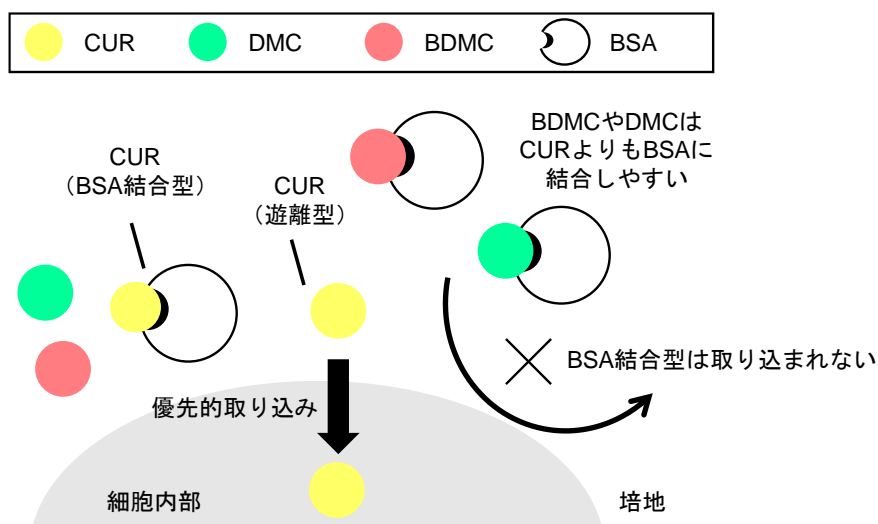 CUR DMC BDMC BSA
BDMCやDMCは
CURよりもBSAに
結合しやすい
CUR
（BSA結合型）
CUR
（遊離型）
BSA結合型は取り込まれない
優先的取り込み
細胞内部
培地